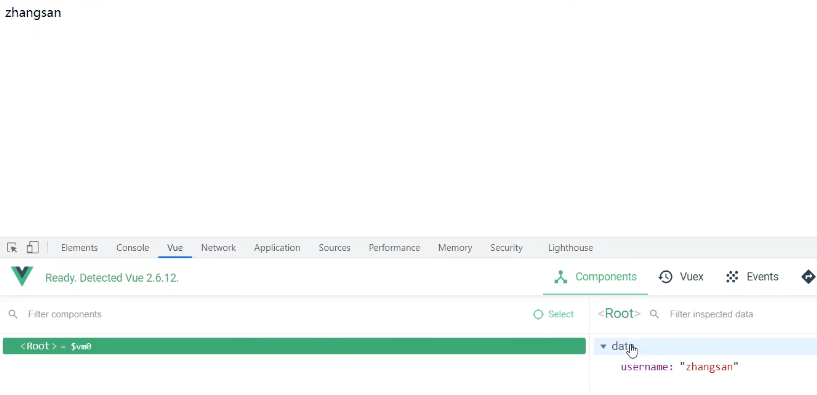 zhangsan
Elements Console Vue Network Application Sources Performance Memory Security Lighthouse
Ready. Detected Vue 2.6.12. Components Vuex Events
Filter components Select <Root> Filter inspected data
<Root> = $vm0 data
username: "zhangsan"